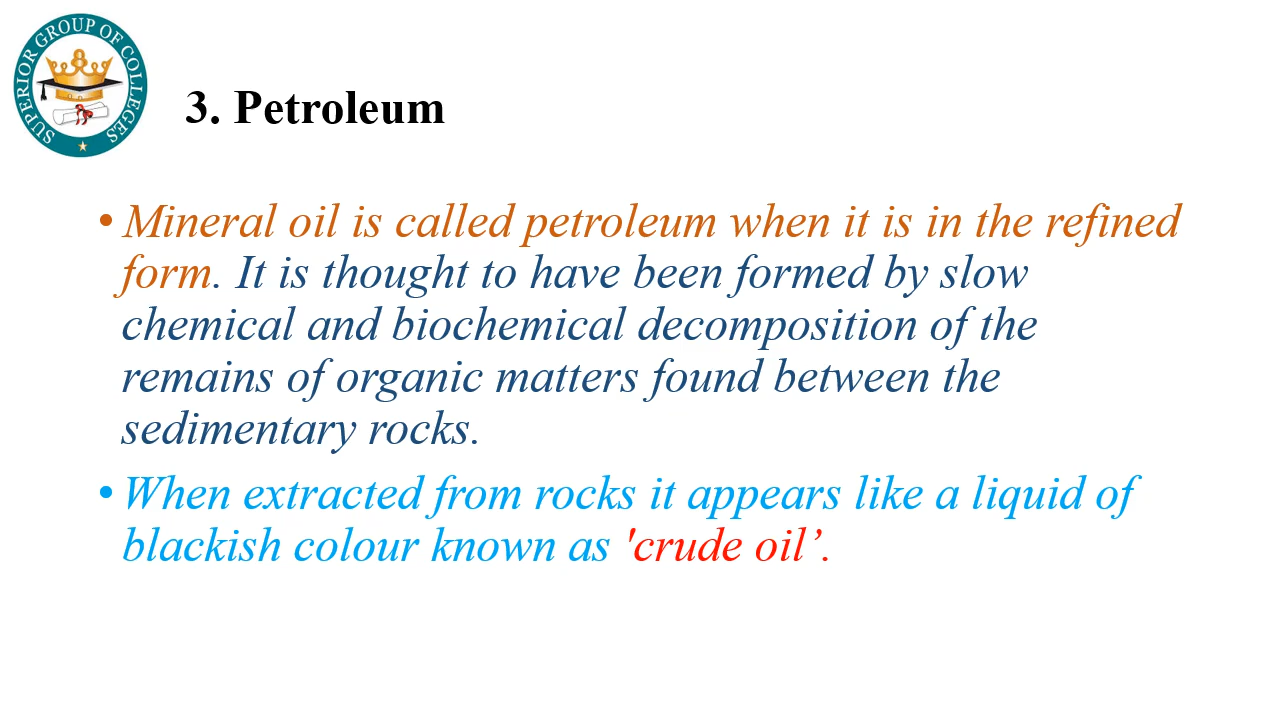 SUPERIOR GROUP OF COLLEGES
3. Petroleum
• Mineral oil is called petroleum when it is in the refined
form. It is thought to have been formed by slow
chemical and biochemical decomposition of the
remains of organic matters found between the
sedimentary rocks.
• When extracted from rocks it appears like a liquid of
blackish colour known as 'crude oil’.